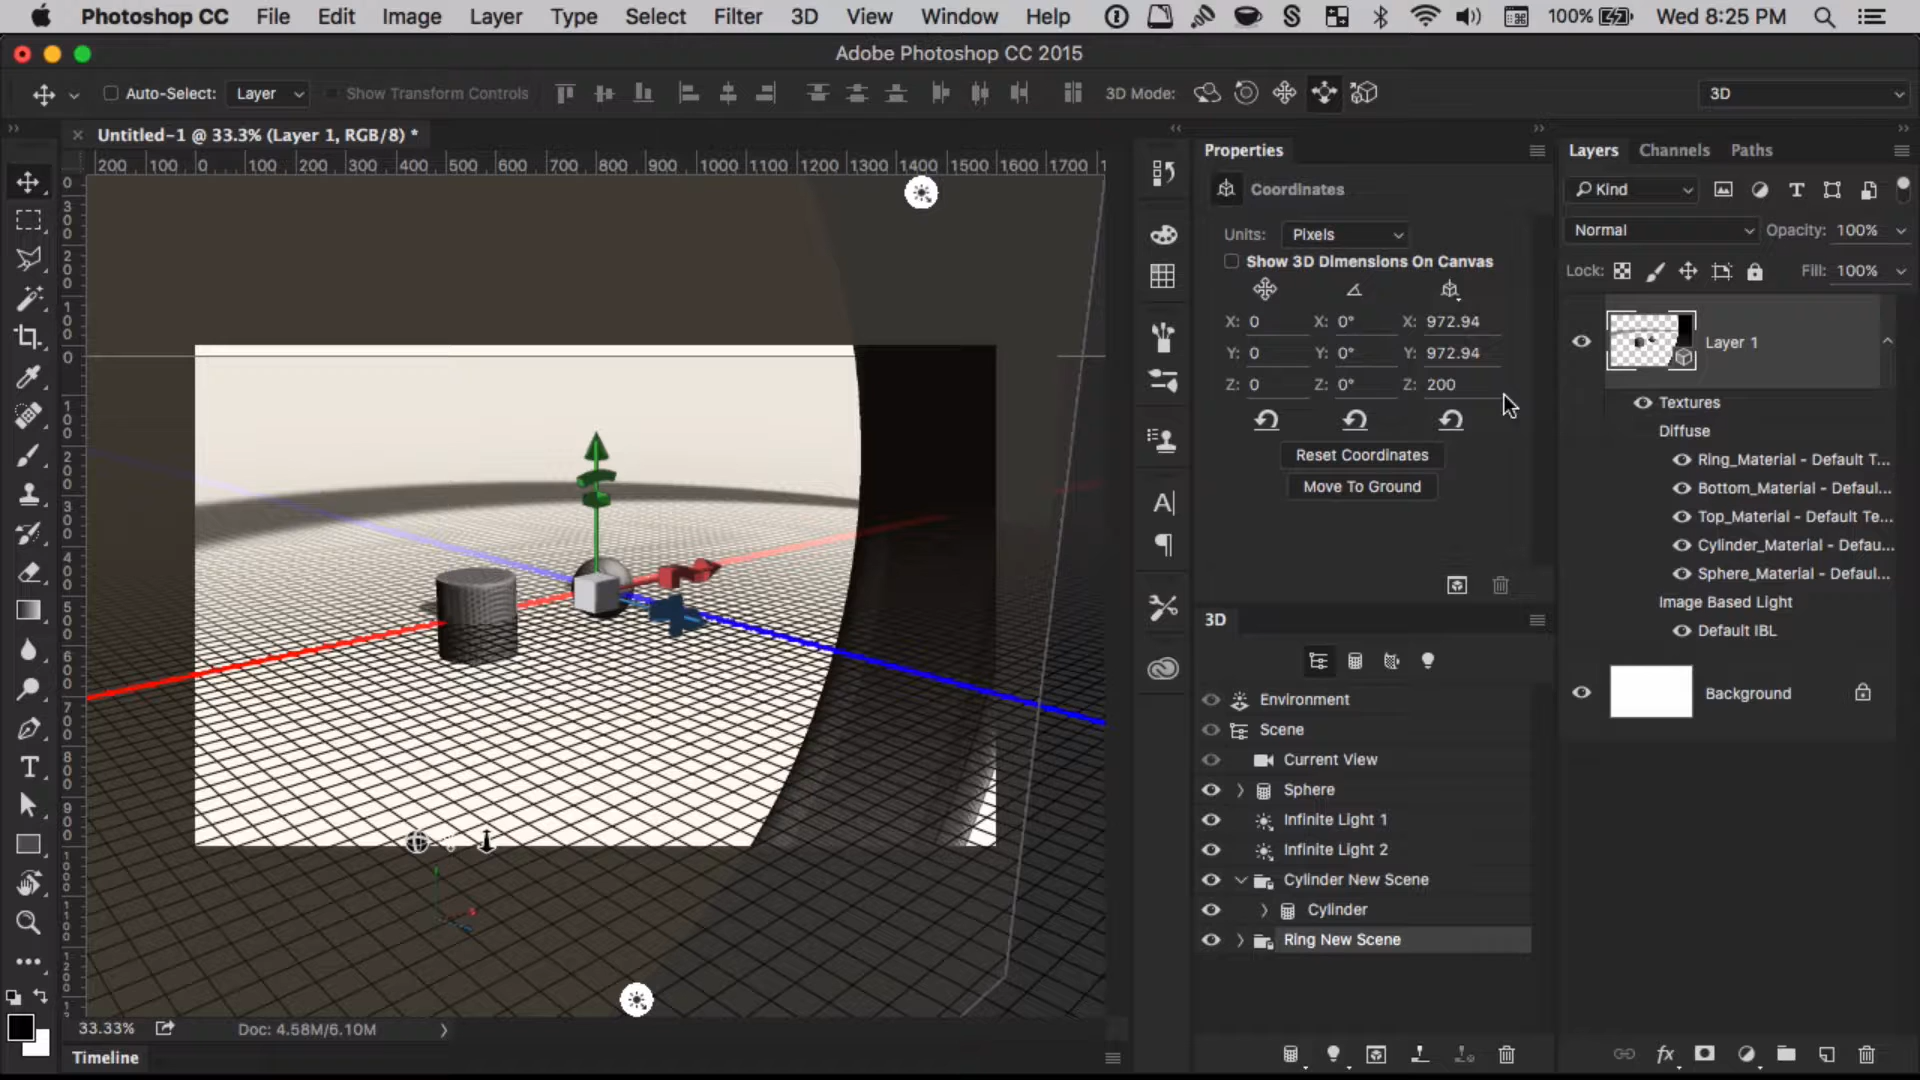 Photoshop CC File Edit Image Layer Type Select Filter 3D View Window Help 100% Wed 8:25 PM
Adobe Photoshop CC 2015
Auto-Select: Layer Show Transform Controls 3D Mode: 3D
Untitled-1 @ 33.3% (Layer 1, RGB/8) *
200 100 0 100 200 300 400 500 600 700 800 900 1000 1100 1200 1300 1400 1500 1600 1700
Properties
Coordinates
Units: Pixels
Show 3D Dimensions On Canvas
X: 0 X: 0° X: 972.94
Y: 0 Y: 0° Y: 972.94
Z: 0 Z: 0° Z: 200
Reset Coordinates
Move To Ground
3D
Environment
Scene
Current View
Sphere
Infinite Light 1
Infinite Light 2
Cylinder New Scene
Cylinder
Ring New Scene
Layers Channels Paths
Kind
Normal Opacity: 100%
Lock: Fill: 100%
Layer 1
Textures
Diffuse
Ring_Material - Default T...
Bottom_Material - Defaul...
Top_Material - Default Te...
Cylinder_Material - Defau...
Sphere_Material - Default...
Image Based Light
Default IBL
Background
33.33% Doc: 4.58M/6.10M
Timeline